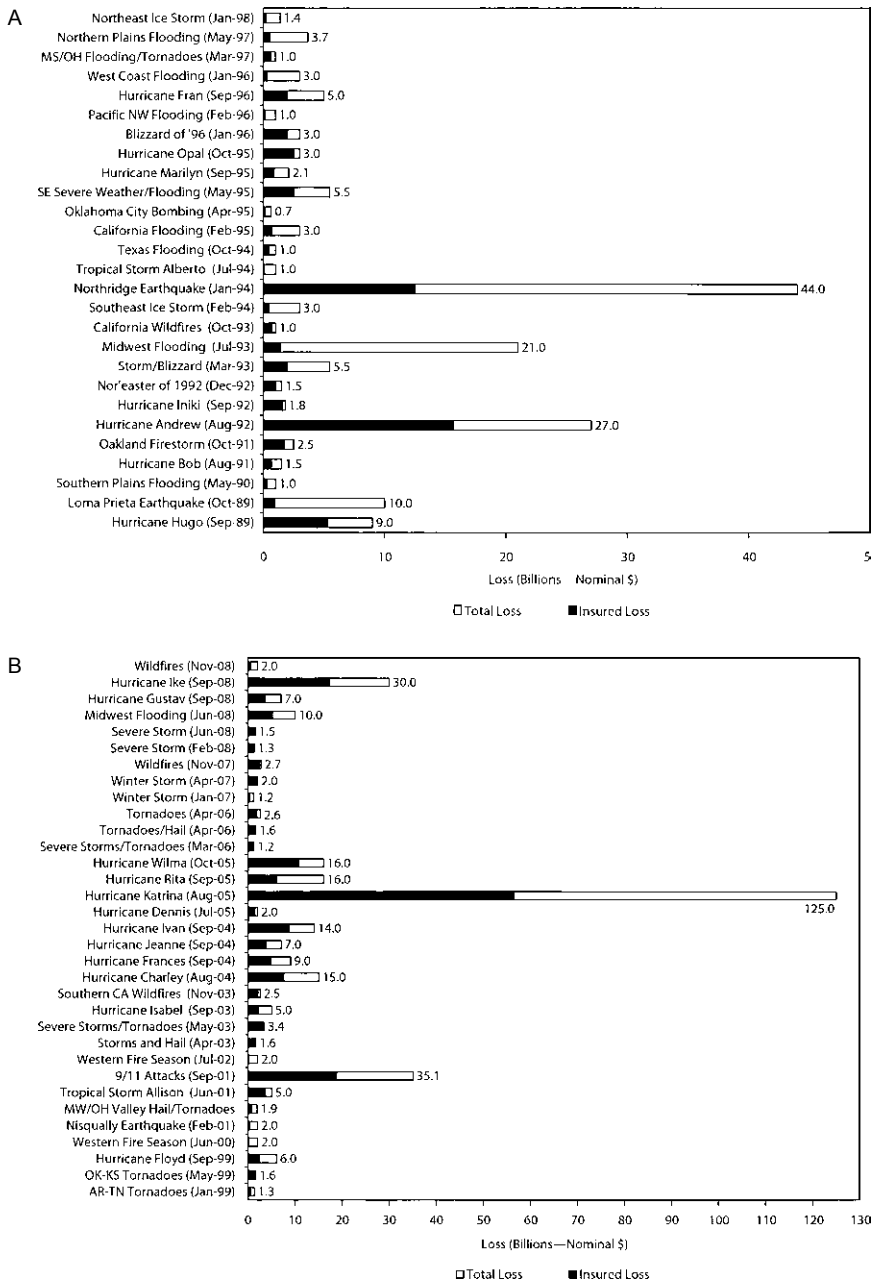 A
Northeast Ice Storm (Jan-98) 1.4
Northern Plains Flooding (May-97) 3.7
MS/OH Flooding/Tornadoes (Mar-97) 1.0
West Coast Flooding (Jan-96) 3.0
Hurricane Fran (Sep-96) 5.0
Pacific NW Flooding (Feb-96) 1.0
Blizzard of '96 (Jan-96) 3.0
Hurricane Opal (Oct-95) 3.0
Hurricane Marilyn (Sep-95) 2.1
SE Severe Weather/Flooding (May-95) 5.5
Oklahoma City Bombing (Apr-95) 0.7
California Flooding (Feb-95) 3.0
Texas Flooding (Oct-94) 1.0
Tropical Storm Alberto (Jul-94) 1.0
Northridge Earthquake (Jan-94) 44.0
Southeast Ice Storm (Feb-94) 3.0
California Wildfires (Oct-93) 1.0
Midwest Flooding (Jul-93) 21.0
Storm/Blizzard (Mar-93) 5.5
Nor'easter of 1992 (Dec-92) 1.5
Hurricane Iniki (Sep-92) 1.8
Hurricane Andrew (Aug-92) 27.0
Oakland Firestorm (Oct-91) 2.5
Hurricane Bob (Aug-91) 1.5
Southern Plains Flooding (May-90) 1.0
Loma Prieta Earthquake (Oct-89) 10.0
Hurricane Hugo (Sep-89) 9.0
0 10 20 30 40 5
Loss (Billions—Nominal $)
Total Loss Insured Loss
B
Wildfires (Nov-08) 2.0
Hurricane Ike (Sep-08) 30.0
Hurricane Gustav (Sep-08) 7.0
Midwest Flooding (Jun-08) 10.0
Severe Storm (Jun-08) 1.5
Severe Storm (Feb-08) 1.3
Wildfires (Nov-07) 2.7
Winter Storm (Apr-07) 2.0
Winter Storm (Jan-07) 1.2
Tornadoes (Apr-06) 2.6
Tornadoes/Hail (Apr-06) 1.6
Severe Storms/Tornadoes (Mar-06) 1.2
Hurricane Wilma (Oct-05) 16.0
Hurricane Rita (Sep-05) 16.0
Hurricane Katrina (Aug-05) 125.0
Hurricane Dennis (Jul-05) 2.0
Hurricane Ivan (Sep-04) 14.0
Hurricane Jeanne (Sep-04) 7.0
Hurricane Frances (Sep-04) 9.0
Hurricane Charley (Aug-04) 15.0
Southern CA Wildfires (Nov-03) 2.5
Hurricane Isabel (Sep-03) 5.0
Severe Storms/Tornadoes (May-03) 3.4
Storms and Hail (Apr-03) 1.6
Western Fire Season (Jul-02) 2.0
9/11 Attacks (Sep-01) 35.1
Tropical Storm Allison (Jun-01) 5.0
MW/OH Valley Hail/Tornadoes 1.9
Nisqually Earthquake (Feb-01) 2.0
Western Fire Season (Jun-00) 2.0
Hurricane Floyd (Sep-99) 6.0
OK-KS Tornadoes (May-99) 1.6
AR-TN Tornadoes (Jan-99) 1.3
0 10 20 30 40 50 60 70 80 90 100 110 120 130
Loss (Billions—Nominal $)
Total Loss Insured Loss